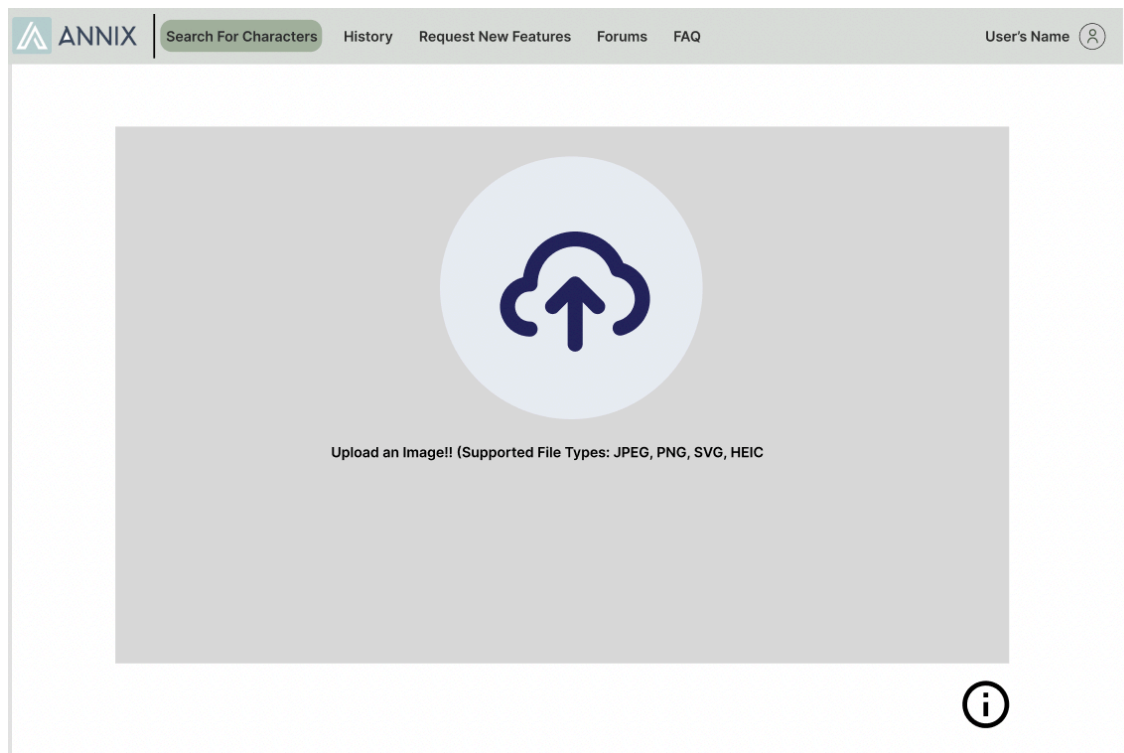 ANNIX
Search For Characters
History
Request New Features
Forums
FAQ
User's Name
Upload an Image!! (Supported File Types: JPEG, PNG, SVG, HEIC